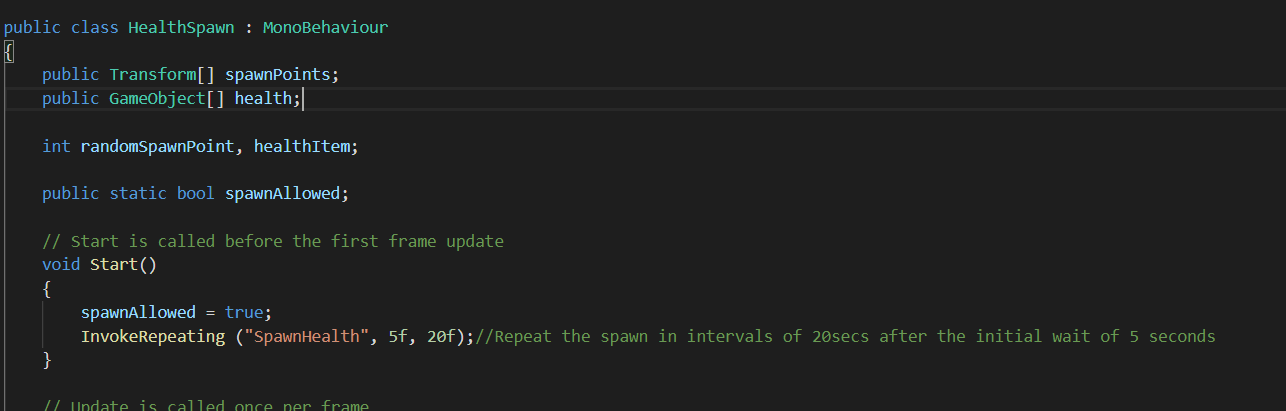 public class HealthSpawn : MonoBehaviour
{
public Transform[] spawnPoints;
public GameObject[] health;
int randomSpawnPoint, healthItem;
public static bool spawnAllowed;
// Start is called before the first frame update
void Start()
{
spawnAllowed = true;
InvokeRepeating ("SpawnHealth", 5f, 20f);//Repeat the spawn in intervals of 20secs after the initial wait of 5 seconds
}
// Update is called once per frame